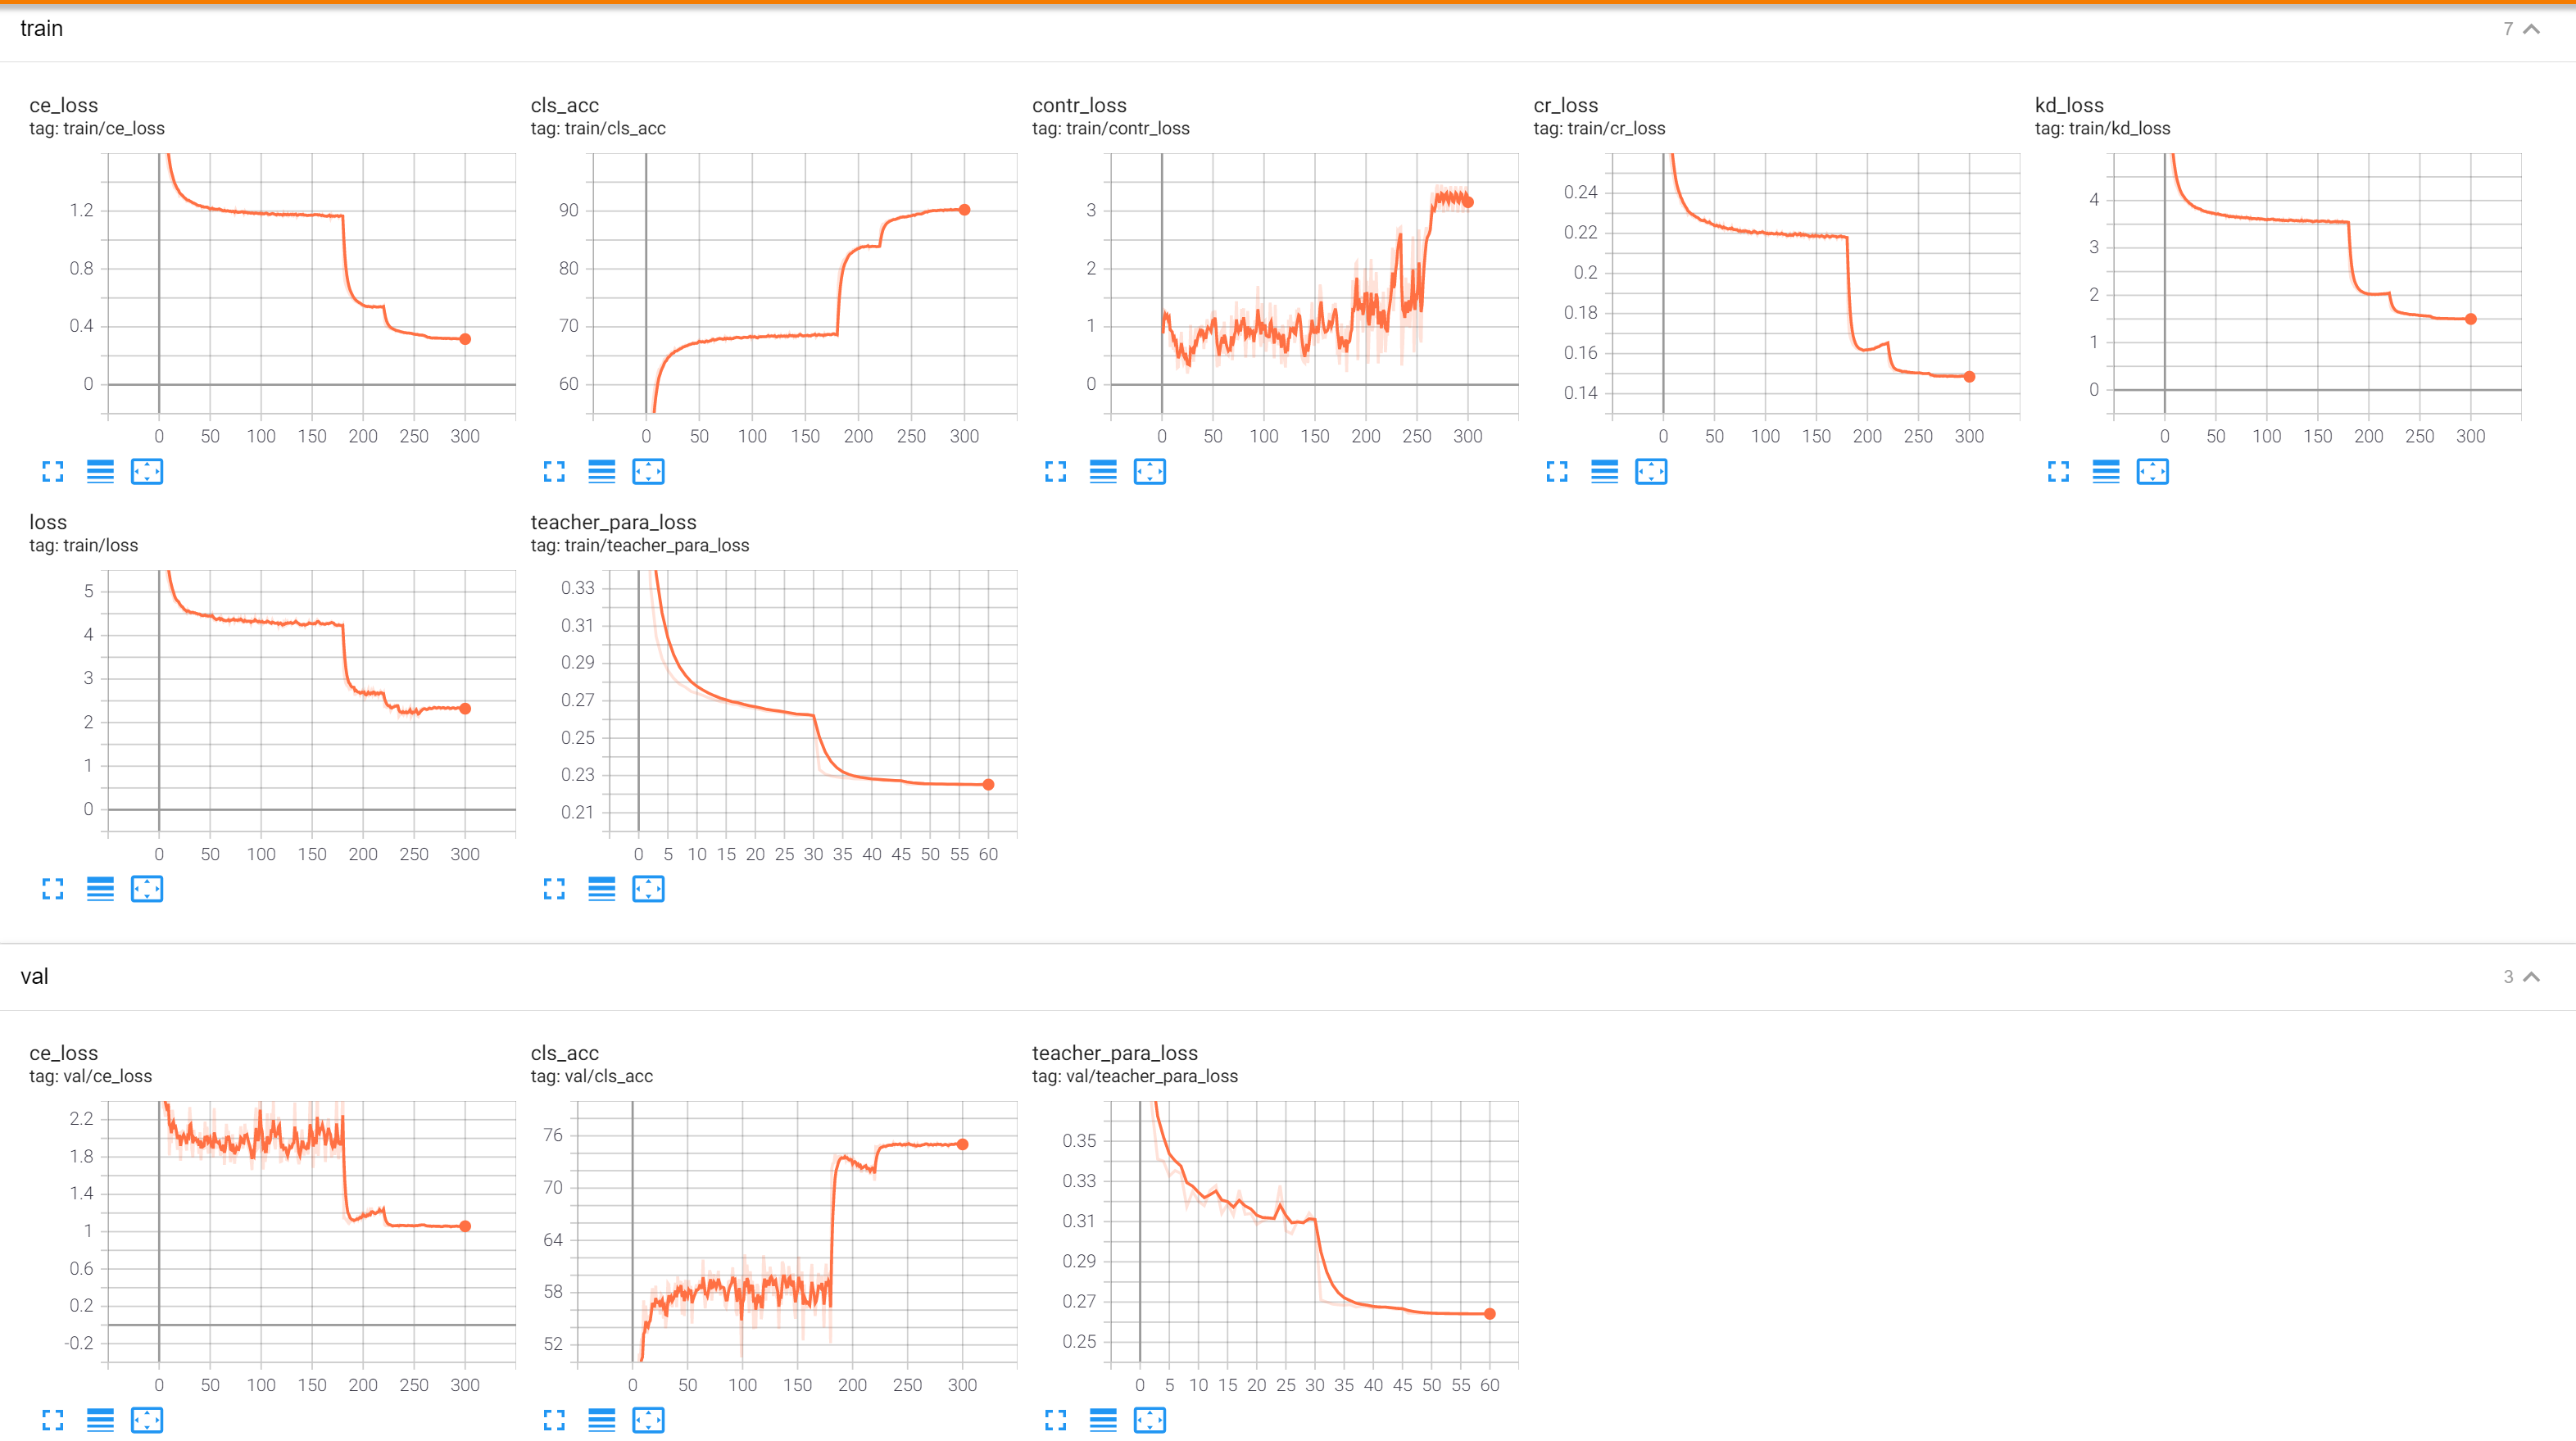 train
7
ce_loss
tag: train/ce_loss
1.2
0.8
0.4
0
0 50 100 150 200 250 300
cls_acc
tag: train/cls_acc
90
80
70
60
0 50 100 150 200 250 300
contr_loss
tag: train/contr_loss
3
2
1
0
0 50 100 150 200 250 300
cr_loss
tag: train/cr_loss
0.24
0.22
0.2
0.18
0.16
0.14
0 50 100 150 200 250 300
kd_loss
tag: train/kd_loss
4
3
2
1
0
0 50 100 150 200 250 300
loss
tag: train/loss
5
4
3
2
1
0
0 50 100 150 200 250 300
teacher_para_loss
tag: train/teacher_para_loss
0.33
0.31
0.29
0.27
0.25
0.23
0.21
0 5 10 15 20 25 30 35 40 45 50 55 60
val
3
ce_loss
tag: val/ce_loss
2.2
1.8
1.4
1
0.6
0.2
-0.2
0 50 100 150 200 250 300
cls_acc
tag: val/cls_acc
76
70
64
58
52
0 50 100 150 200 250 300
teacher_para_loss
tag: val/teacher_para_loss
0.35
0.33
0.31
0.29
0.27
0.25
0 5 10 15 20 25 30 35 40 45 50 55 60